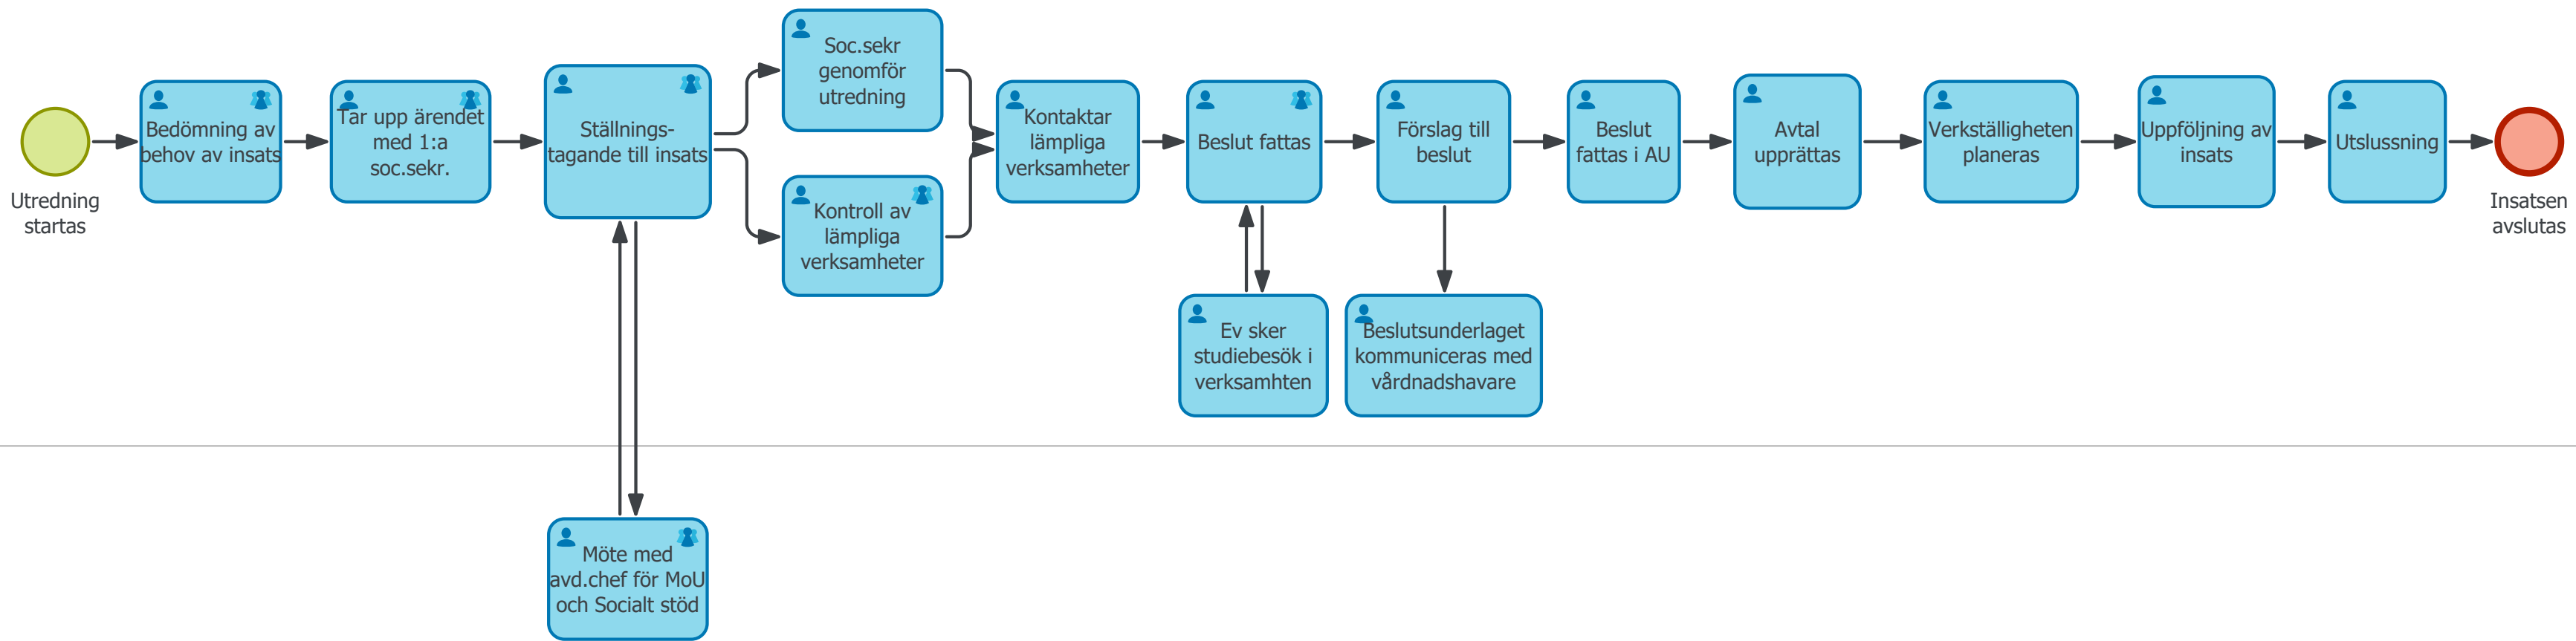 Utredning
startas
Bedömning av
behov av insats
Tar upp ärendet
med 1:a
soc.sekr.
Ställnings-
tagande till insats
Möte med
avd.chef för MoU
och Socialt stöd
Soc.sekr
genomför
utredning
Kontroll av
lämpliga
verksamheter
Kontaktar
lämpliga
verksamheter
Beslut fattas
Ev sker
studiebesök i
verksamhten
Förslag till
beslut
Beslutsunderlaget
kommuniceras med
vårdnadshavare
Beslut
fattas i AU
Avtal
upprättas
Verkställigheten
planeras
Uppföljning av
insats
Utslussning
Insatsen
avslutas